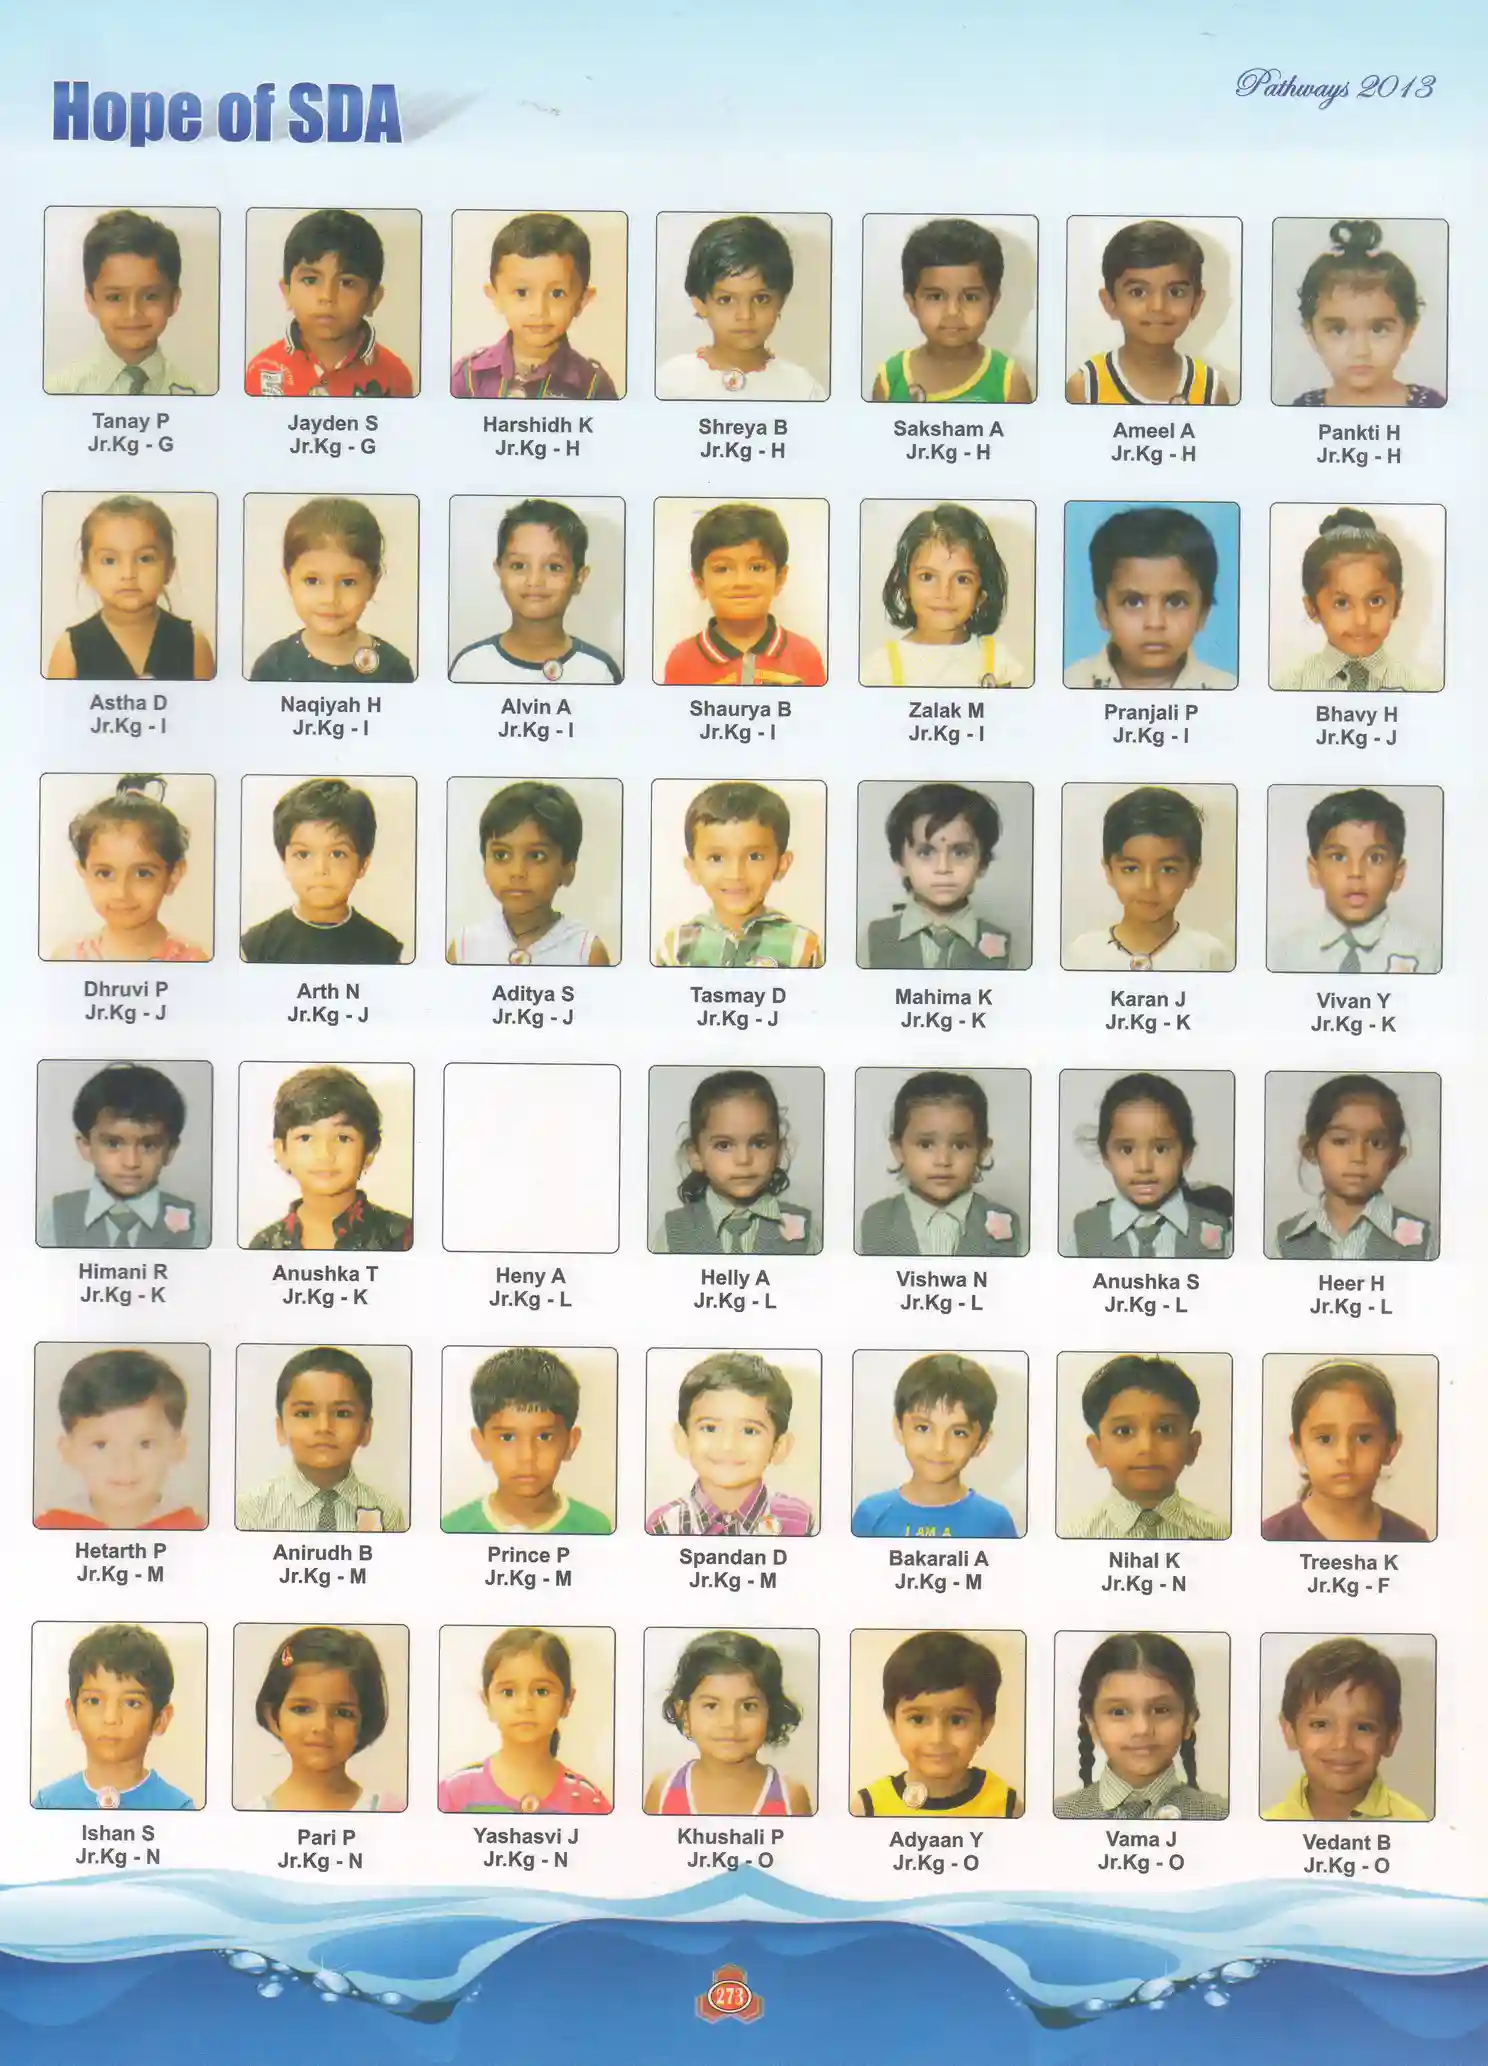 Hope of SDA
Pathways 2013
Tanay P
Jr.Kg - G
Jayden S
Jr.Kg - G
Harshidh K
Jr.Kg - H
Shreya B
Jr.Kg - H
Saksham A
Jr.Kg - H
Ameel A
Jr.Kg - H
Pankti H
Jr.Kg - H
Astha D
Jr.Kg - I
Naqiyah H
Jr.Kg - I
Alvin A
Jr.Kg - I
Shaurya B
Jr.Kg - I
Zalak M
Jr.Kg - I
Pranjali P
Jr.Kg - I
Bhavy H
Jr.Kg - J
Dhruvi P
Jr.Kg - J
Arth N
Jr.Kg - J
Aditya S
Jr.Kg - J
Tasmay D
Jr.Kg - J
Mahima K
Jr.Kg - K
Karan J
Jr.Kg - K
Vivan Y
Jr.Kg - K
Himani R
Jr.Kg - K
Anushka T
Jr.Kg - K
Heny A
Jr.Kg - L
Helly A
Jr.Kg - L
Vishwa N
Jr.Kg - L
Anushka S
Jr.Kg - L
Heer H
Jr.Kg - L
Hetarth P
Jr.Kg - M
Anirudh B
Jr.Kg - M
Prince P
Jr.Kg - M
Spandan D
Jr.Kg - M
I AM A
Bakarali A
Jr.Kg - M
Nihal K
Jr.Kg - N
Treesha K
Jr.Kg - F
Ishan S
Jr.Kg - N
Pari P
Jr.Kg - N
Yashasvi J
Jr.Kg - N
Khushali P
Jr.Kg - O
Adyaan Y
Jr.Kg - O
Vama J
Jr.Kg - O
Vedant B
Jr.Kg - O
273